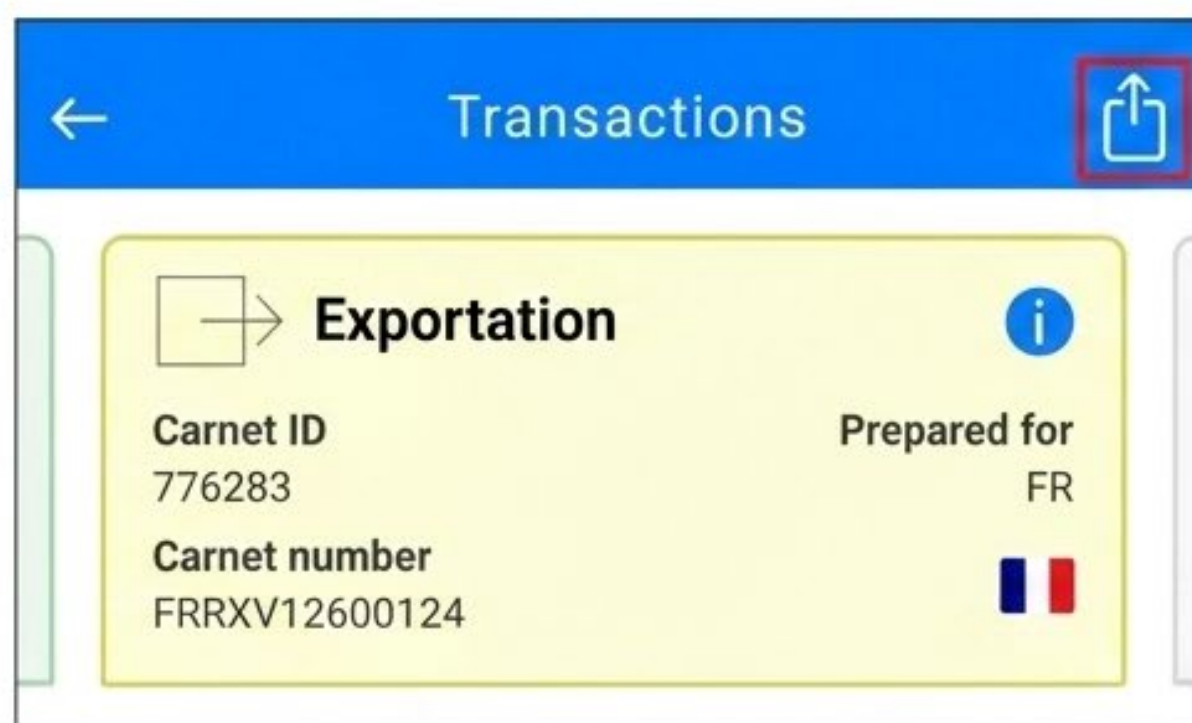 Transactions
Exportation
Carnet ID
Prepared for
776283
FR
Carnet number
FRRXV12600124